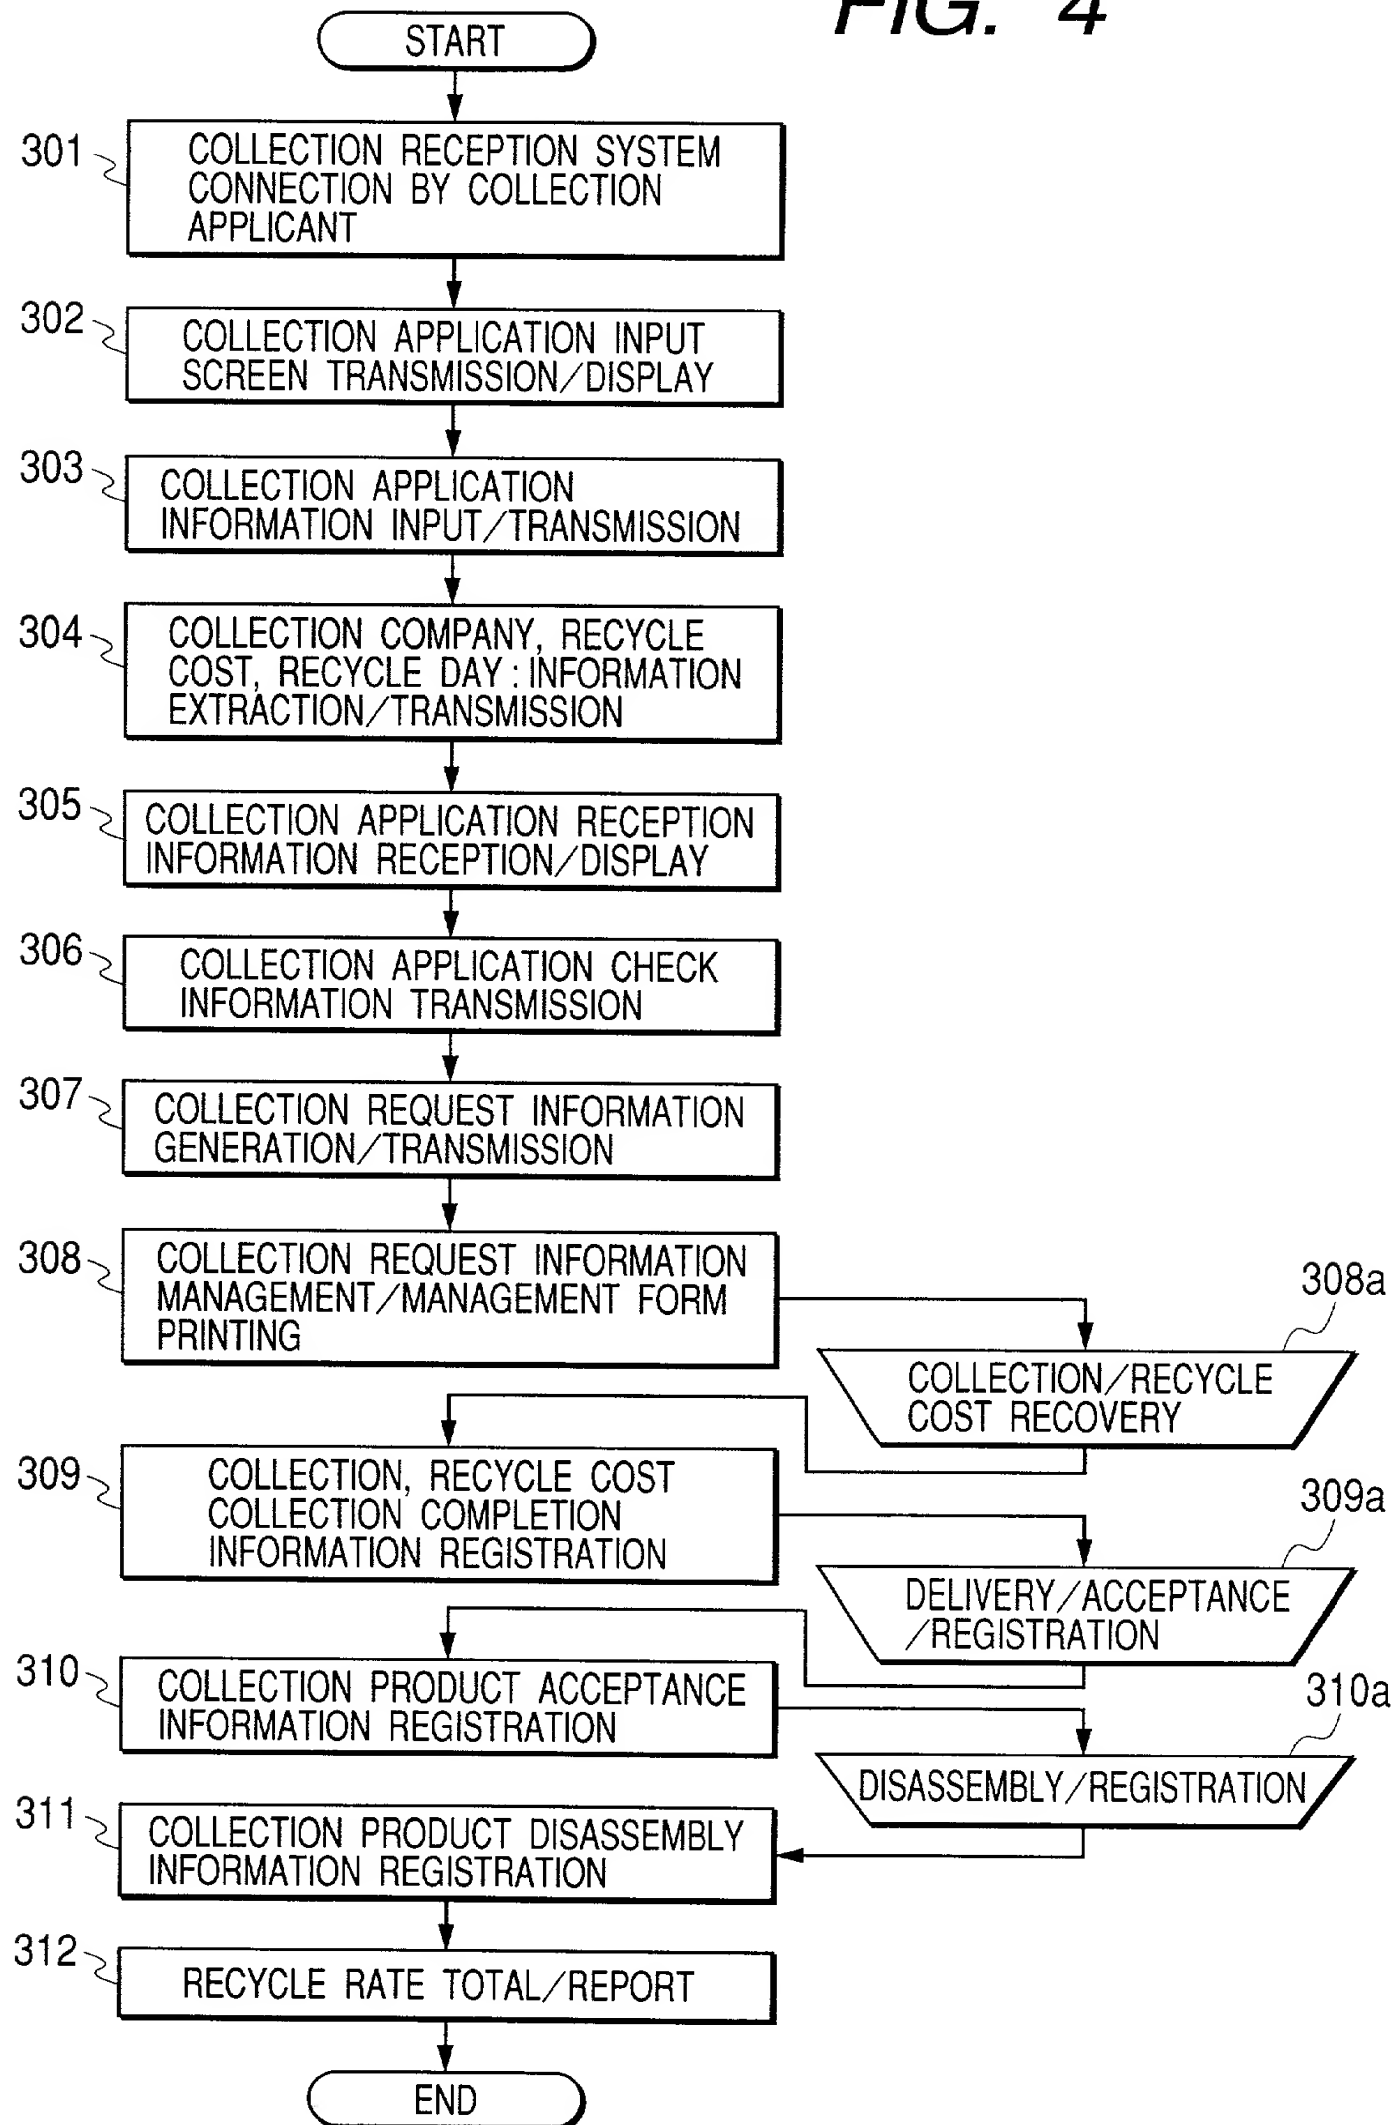 FIG. 4
START
301
COLLECTION RECEPTION SYSTEM
CONNECTION BY COLLECTION
APPLICANT
302
COLLECTION APPLICATION INPUT
SCREEN TRANSMISSION/DISPLAY
303
COLLECTION APPLICATION
INFORMATION INPUT/TRANSMISSION
304
COLLECTION COMPANY, RECYCLE
COST, RECYCLE DAY : INFORMATION
EXTRACTION/TRANSMISSION
305
COLLECTION APPLICATION RECEPTION
INFORMATION RECEPTION/DISPLAY
306
COLLECTION APPLICATION CHECK
INFORMATION TRANSMISSION
307
COLLECTION REQUEST INFORMATION
GENERATION/TRANSMISSION
308
COLLECTION REQUEST INFORMATION
MANAGEMENT/MANAGEMENT FORM
PRINTING
308a
COLLECTION/RECYCLE
COST RECOVERY
309
COLLECTION, RECYCLE COST
COLLECTION COMPLETION
INFORMATION REGISTRATION
309a
DELIVERY/ACCEPTANCE
/REGISTRATION
310
COLLECTION PRODUCT ACCEPTANCE
INFORMATION REGISTRATION
310a
DISASSEMBLY/REGISTRATION
311
COLLECTION PRODUCT DISASSEMBLY
INFORMATION REGISTRATION
312
RECYCLE RATE TOTAL/REPORT
END